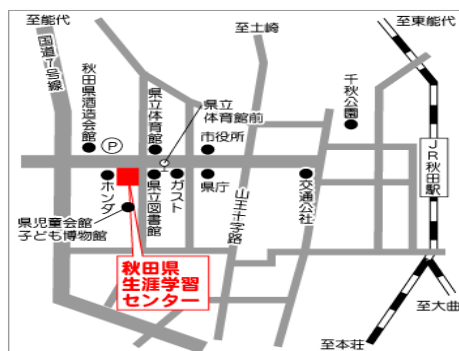 至能代
国道7号線
至土崎
至東能代
秋田県酒造会館
P
県立体育館
県立
体育館前
市役所
千秋公園
JR秋田駅
ホンダ
県立図書館
ガスト
県庁
山王十字路
交通公社
県児童会館
子ども博物館
秋田県
生涯学習
センター
至大曲
至本荘